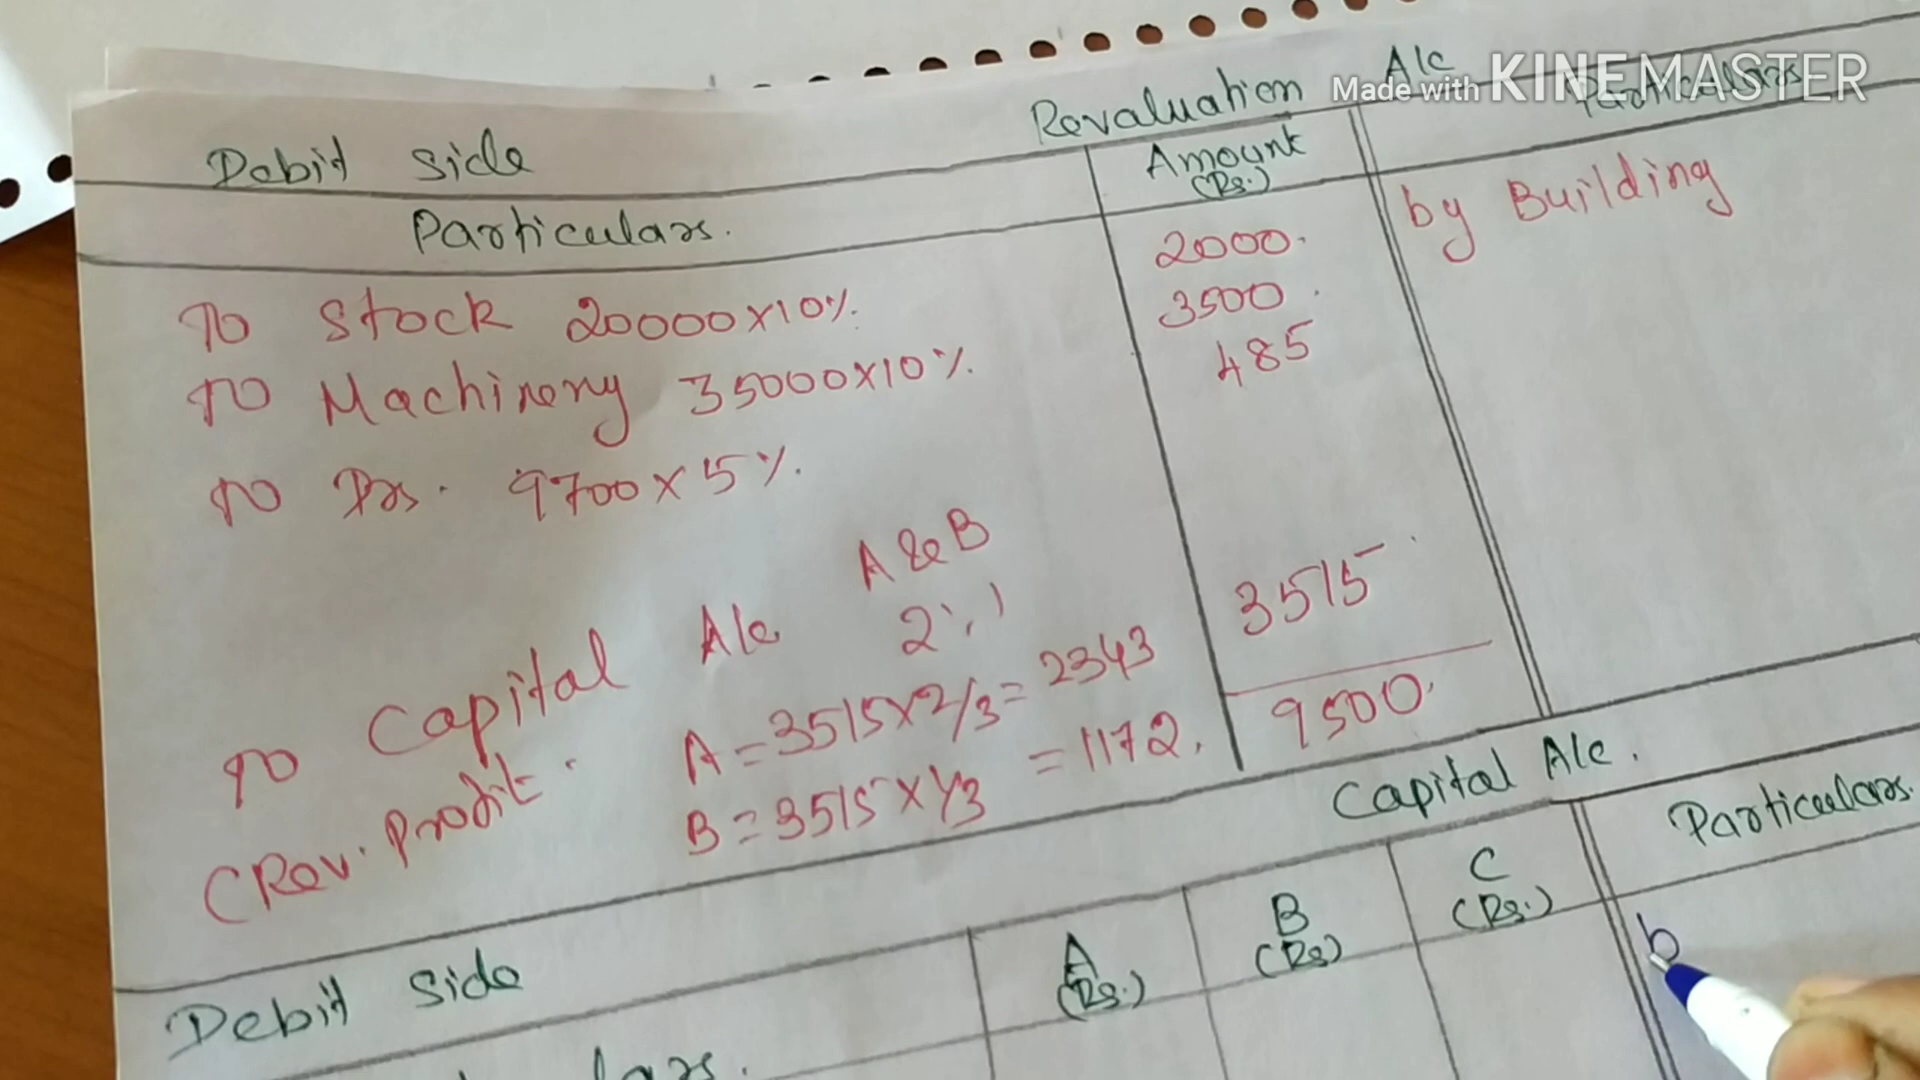 Made with KINEMASTER
Revaluation A/c
Debit side
Particulars.
Amount
(Rs.)
Particulars
To Stock 20000x10%.
2000.
by Building
To Machinery 35000x10%.
3500.
To Drs. 9700x5%.
485
A & B
2:1
To Capital A/c
3515
(Rev. Profit.
A=3515x2/3=2343
B=3515x1/3 =1172.
9500.
Capital A/c.
Debit side
A
(Rs.)
B
(Rs)
C
(Rs.)
Particulars.
b